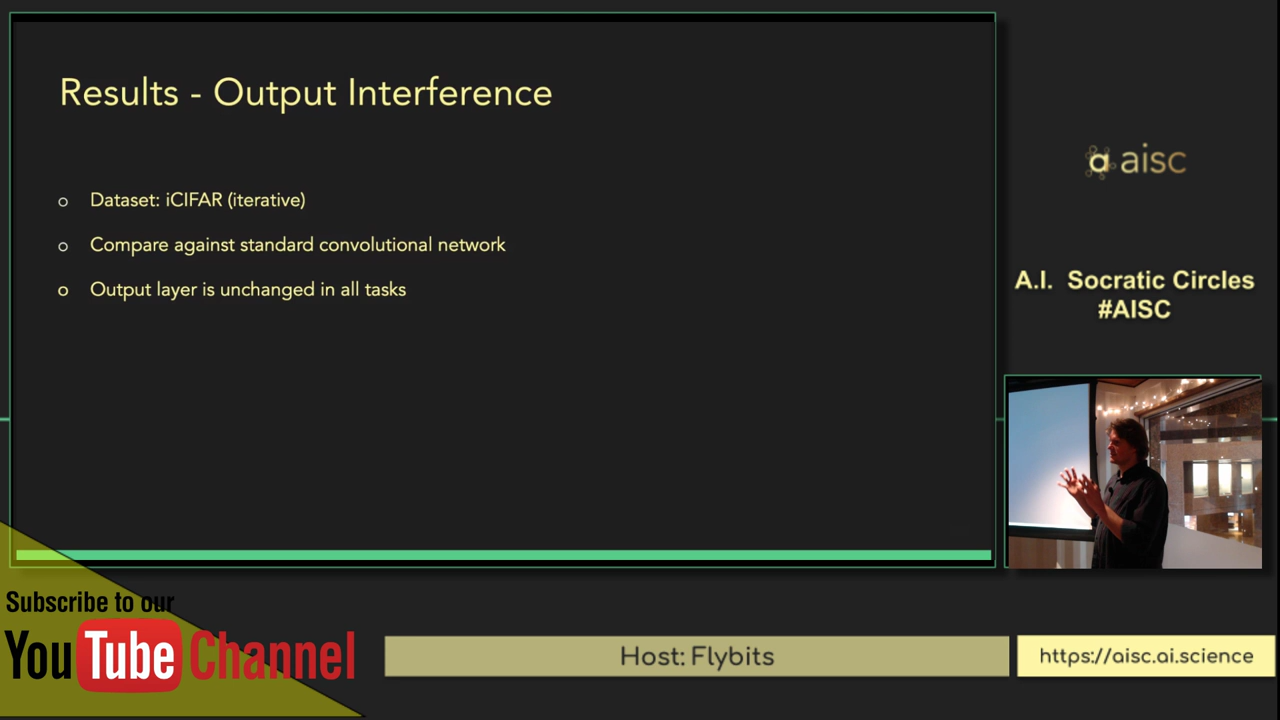 Results - Output Interference
Dataset: iCIFAR (iterative)
Compare against standard convolutional network
Output layer is unchanged in all tasks
a aisc
A.I. Socratic Circles
#AISC
Subscribe to our
YouTube Channel
Host: Flybits
https://aisc.ai.science